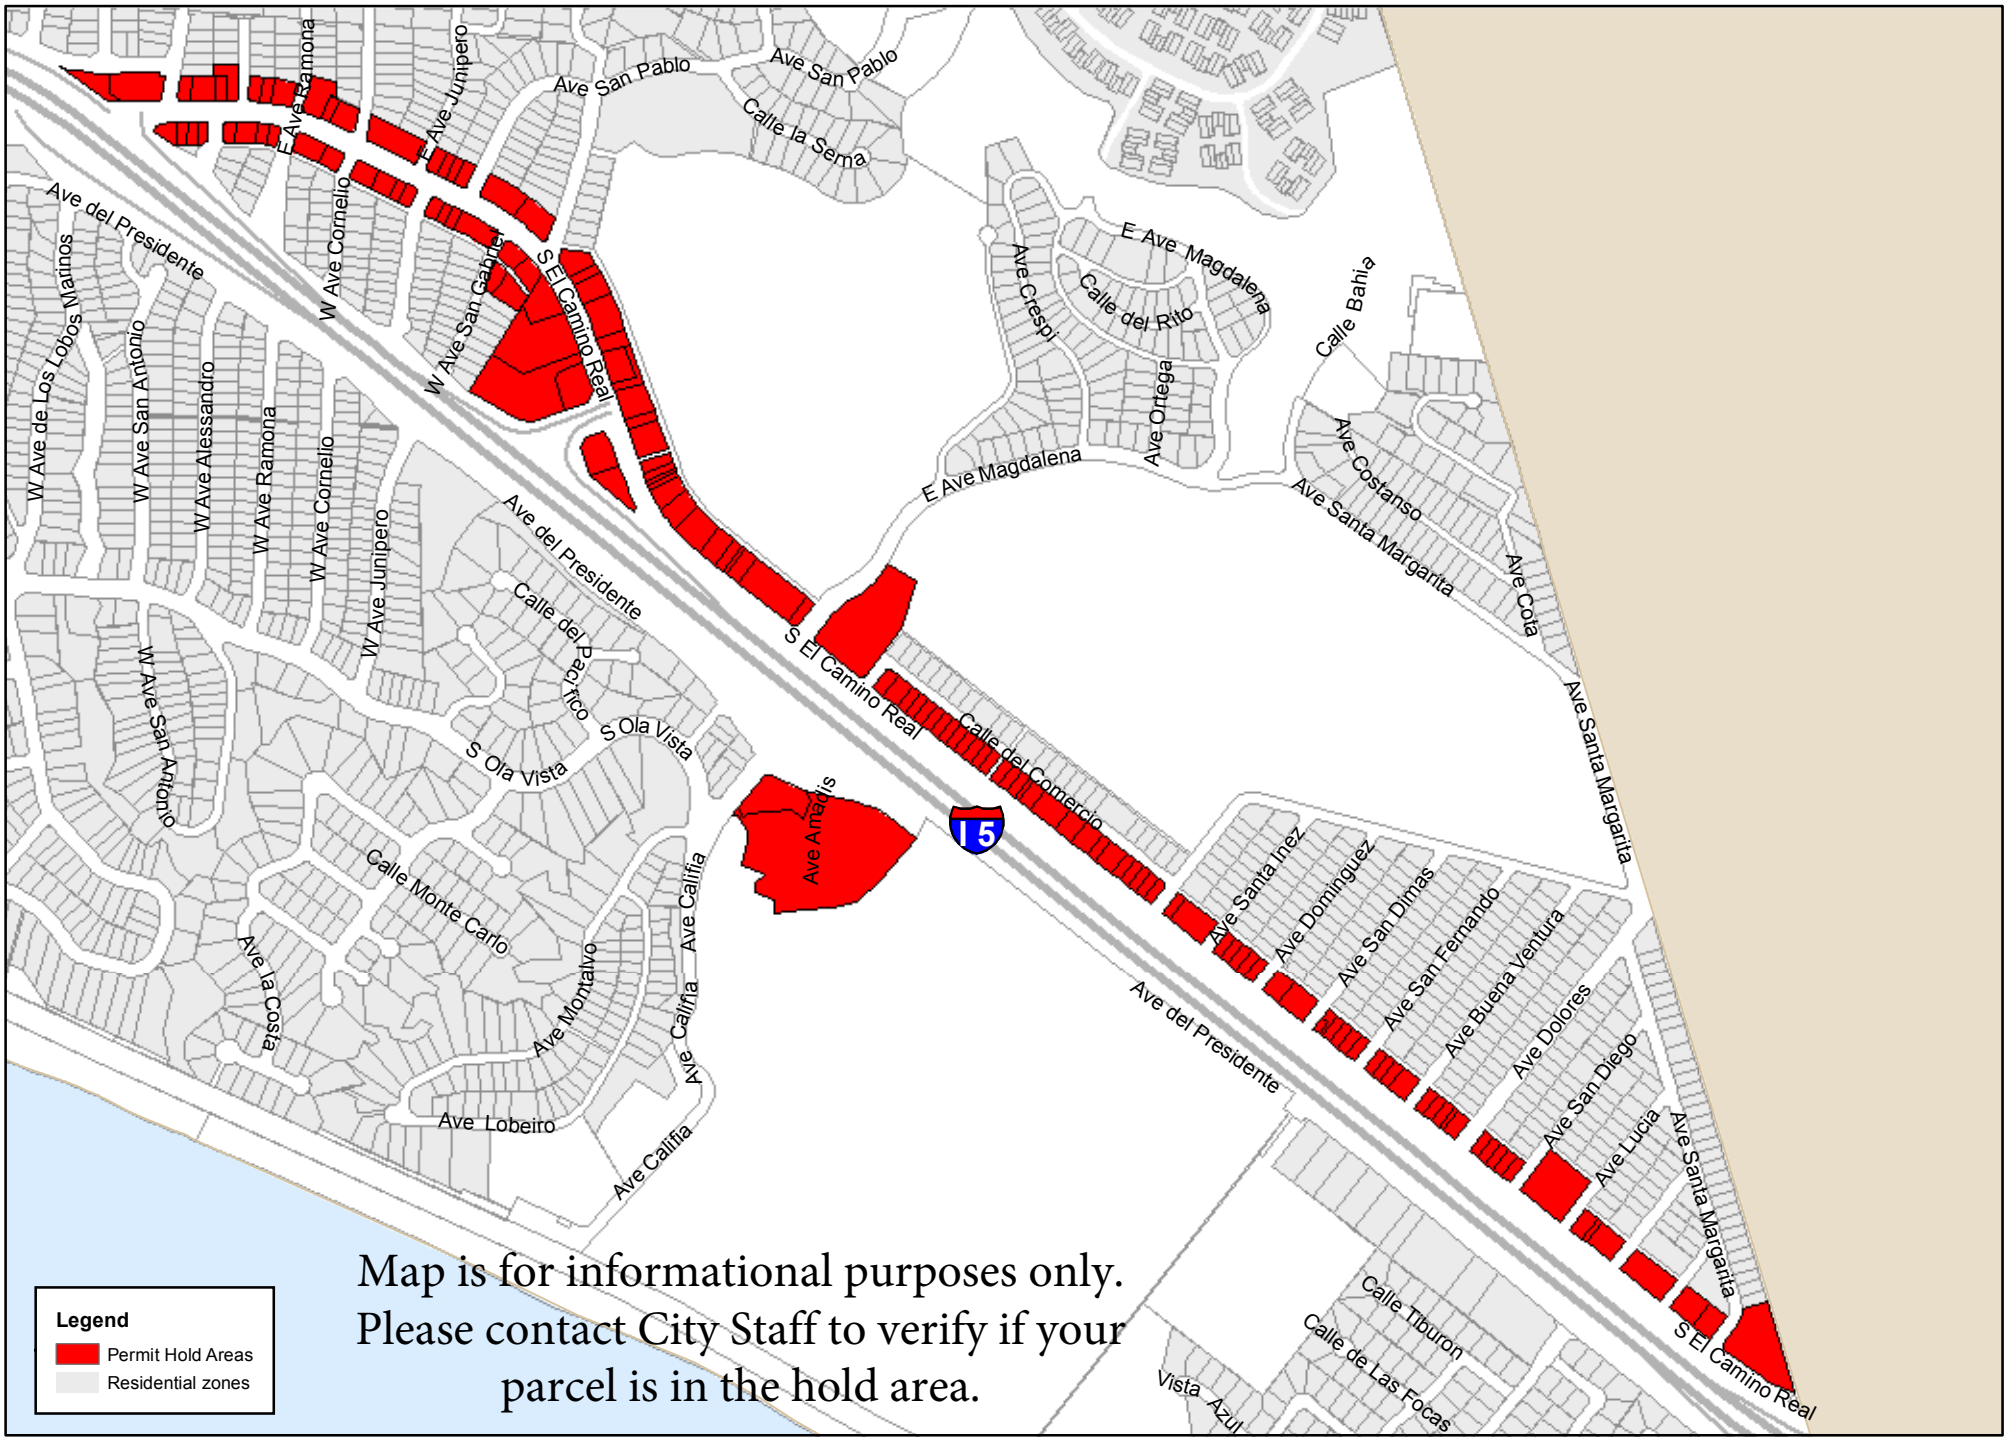 E Ave Ramona
E Ave Junipero
Ave San Pablo
Ave San Pablo
Calle la Serna
Ave del Presidente
W Ave de Los Lobos Marinos
W Ave San Antonio
W Ave Alessandro
W Ave Ramona
W Ave Cornelio
W Ave Cornelio
W Ave Junipero
W Ave San Gabriel
S El Camino Real
E Ave. Magdalena
Ave Crespi
Calle del Rito
Calle Bahia
Ave Ortega
E Ave Magdalena
Ave Costanso
Ave Santa Margarita
Ave Cota
Ave del Presidente
Calle del Pacifico
S El Camino Real
W Ave San Antonio
S Ola Vista
S Ola Vista
Calle del Comercio
Ave Santa Margarita
Ave Amadis
I 5
Calle Monte Carlo
Ave Califia
Ave Santa Inez
Ave Dominguez
Ave San Dimas
Ave San Fernando
Ave Buena Ventura
Ave Dolores
Ave San Diego
Ave Lucia
Ave Santa Margarita
Ave la Costa
Ave Montalvo
Ave Califia
Ave del Presidente
Ave Lobeiro
Ave Califia
Calle Tiburon
Calle de Las Focas
Vista Azul
S El Camino Real
Map is for informational purposes only.
Please contact City Staff to verify if your
parcel is in the hold area.
Legend
Permit Hold Areas
Residential zones